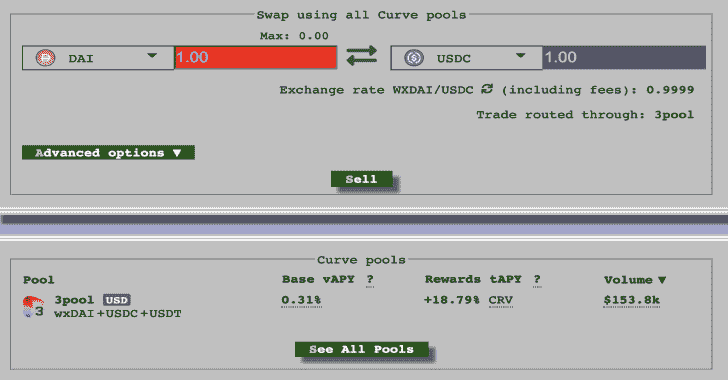 Swap using all Curve pools
Max: 0.00
DAI 1.00 USDC 1.00
Exchange rate WXDAI/USDC (including fees): 0.9999
Trade routed through: 3pool
Advanced options ▼
Sell
Curve pools
Pool Base vAPY ? Rewards tAPY ? Volume ▼
3pool USD 0.31% +18.79% CRV $153.8k
3 wxDAI+USDC+USDT
See All Pools